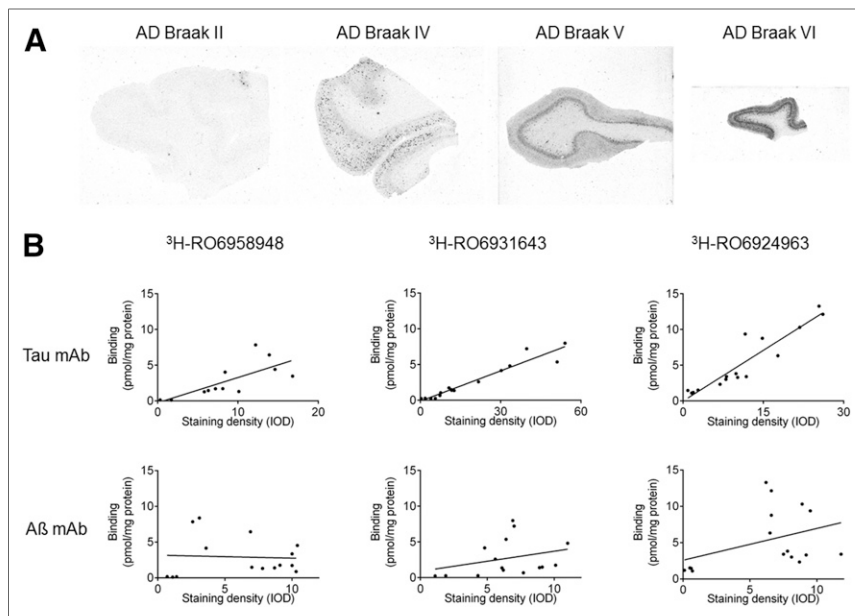 A
AD Braak II AD Braak IV AD Braak V AD Braak VI
B
³H-RO6958948 ³H-RO6931643 ³H-RO6924963
Tau mAb
Binding
(pmol/mg protein)
15
10
5
0
0 10 20
Staining density (IOD)
Binding
(pmol/mg protein)
15
10
5
0
0 20 40 60
Staining density (IOD)
Binding
(pmol/mg protein)
15
10
5
0
0 10 20 30
Staining density (IOD)
Aß mAb
Binding
(pmol/mg protein)
15
10
5
0
0 5 10
Staining density (IOD)
Binding
(pmol/mg protein)
15
10
5
0
0 5 10
Staining density (IOD)
Binding
(pmol/mg protein)
15
10
5
0
0 5 10
Staining density (IOD)